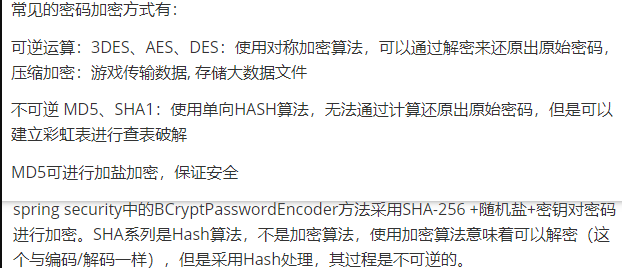 常见的密码加密方式有：
可逆运算：3DES、AES、DES：使用对称加密算法，可以通过解密来还原出原始密码，
压缩加密：游戏传输数据, 存储大数据文件
不可逆 MD5、SHA1：使用单向HASH算法，无法通过计算还原出原始密码，但是可以
建立彩虹表进行查表破解
MD5可进行加盐加密，保证安全
spring security中的BCryptPasswordEncoder方法采用SHA-256 +随机盐+密钥对密码
进行加密。SHA系列是Hash算法，不是加密算法，使用加密算法意味着可以解密（这
个与编码/解码一样），但是采用Hash处理，其过程是不可逆的。